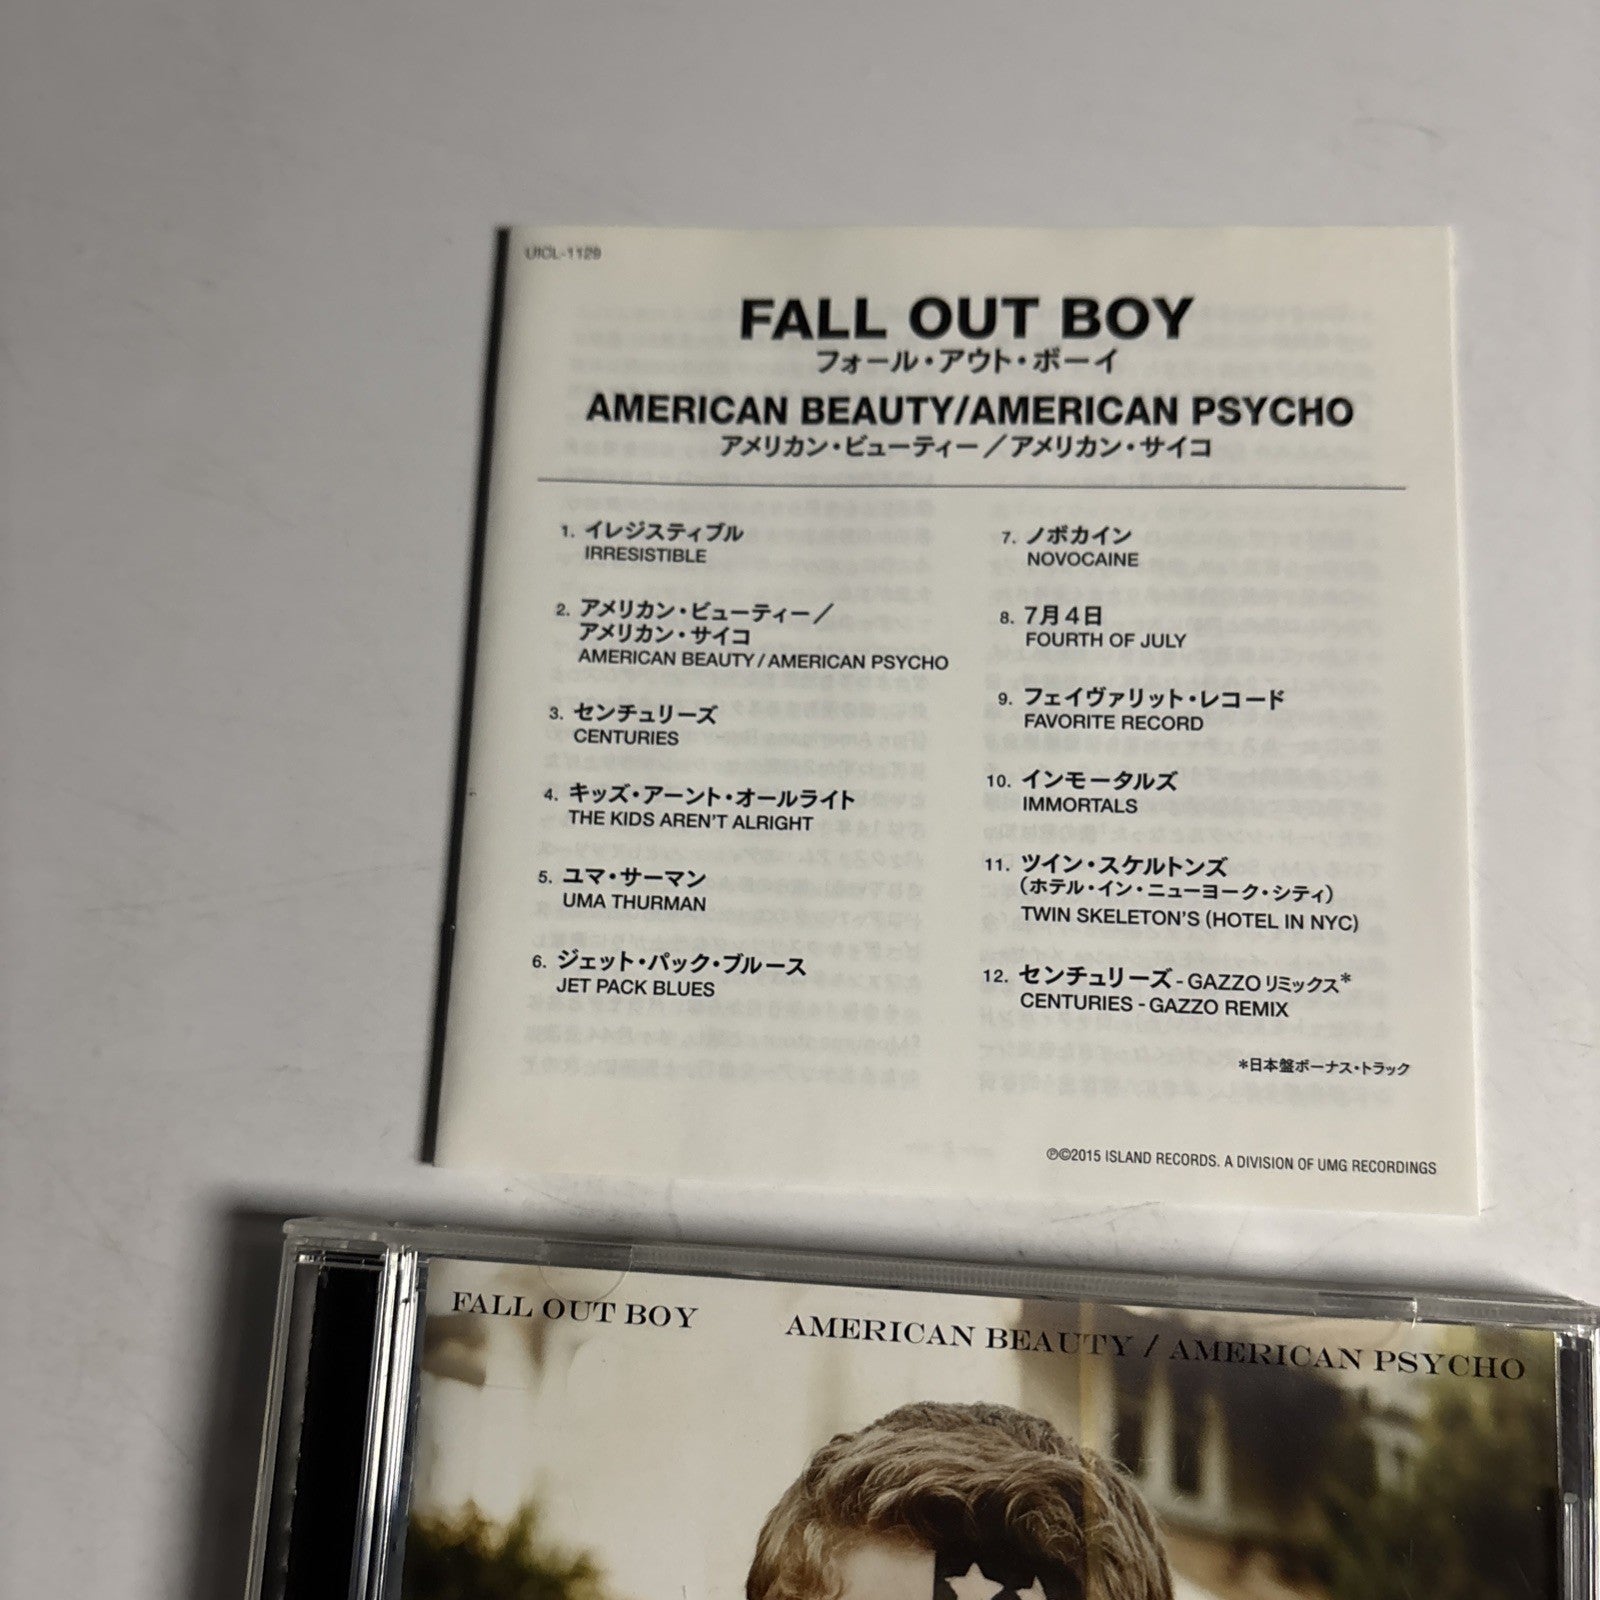 UICL-1129
FALL OUT BOY
フォール・アウト・ボーイ
AMERICAN BEAUTY/AMERICAN PSYCHO
アメリカン・ビューティー／アメリカン・サイコ
1. イレジスティブル
IRRESISTIBLE
2. アメリカン・ビューティー／
アメリカン・サイコ
AMERICAN BEAUTY / AMERICAN PSYCHO
3. センチュリーズ
CENTURIES
4. キッズ・アーント・オールライト
THE KIDS AREN'T ALRIGHT
5. ユマ・サーマン
UMA THURMAN
6. ジェット・パック・ブルース
JET PACK BLUES
7. ノボカイン
NOVOCAINE
8. 7月4日
FOURTH OF JULY
9. フェイヴァリット・レコード
FAVORITE RECORD
10. インモータルズ
IMMORTALS
11. ツイン・スケルトンズ
（ホテル・イン・ニューヨーク・シティ）
TWIN SKELETON'S (HOTEL IN NYC)
12. センチュリーズ - GAZZO リミックス*
CENTURIES - GAZZO REMIX
*日本盤ボーナス・トラック
℗©2015 ISLAND RECORDS. A DIVISION OF UMG RECORDINGS
FALL OUT BOY AMERICAN BEAUTY / AMERICAN PSYCHO